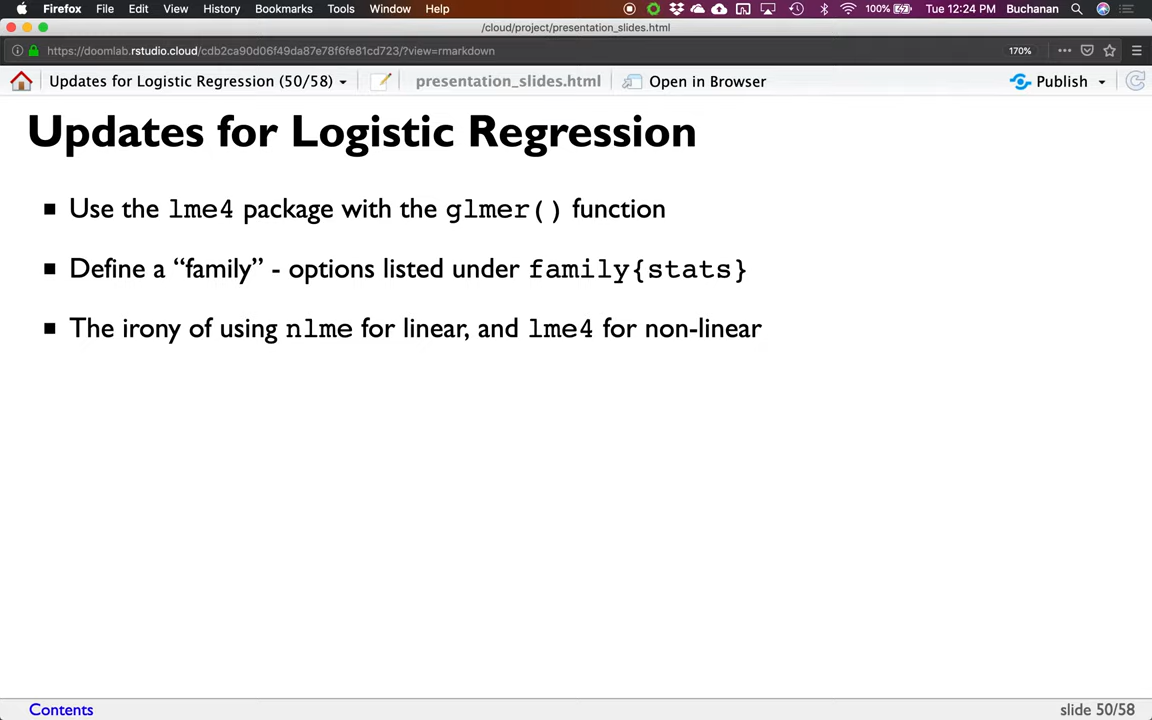 Firefox File Edit View History Bookmarks Tools Window Help 100% Tue 12:24 PM Buchanan
/cloud/project/presentation_slides.html
https://doomlab.rstudio.cloud/cdb2ca90d06f49da87e78f6fe81cd723/?view=rmarkdown 170%
Updates for Logistic Regression (50/58) presentation_slides.html Open in Browser Publish
Updates for Logistic Regression
Use the lme4 package with the glmer() function
Define a “family” - options listed under family{stats}
The irony of using nlme for linear, and lme4 for non-linear
Contents slide 50/58